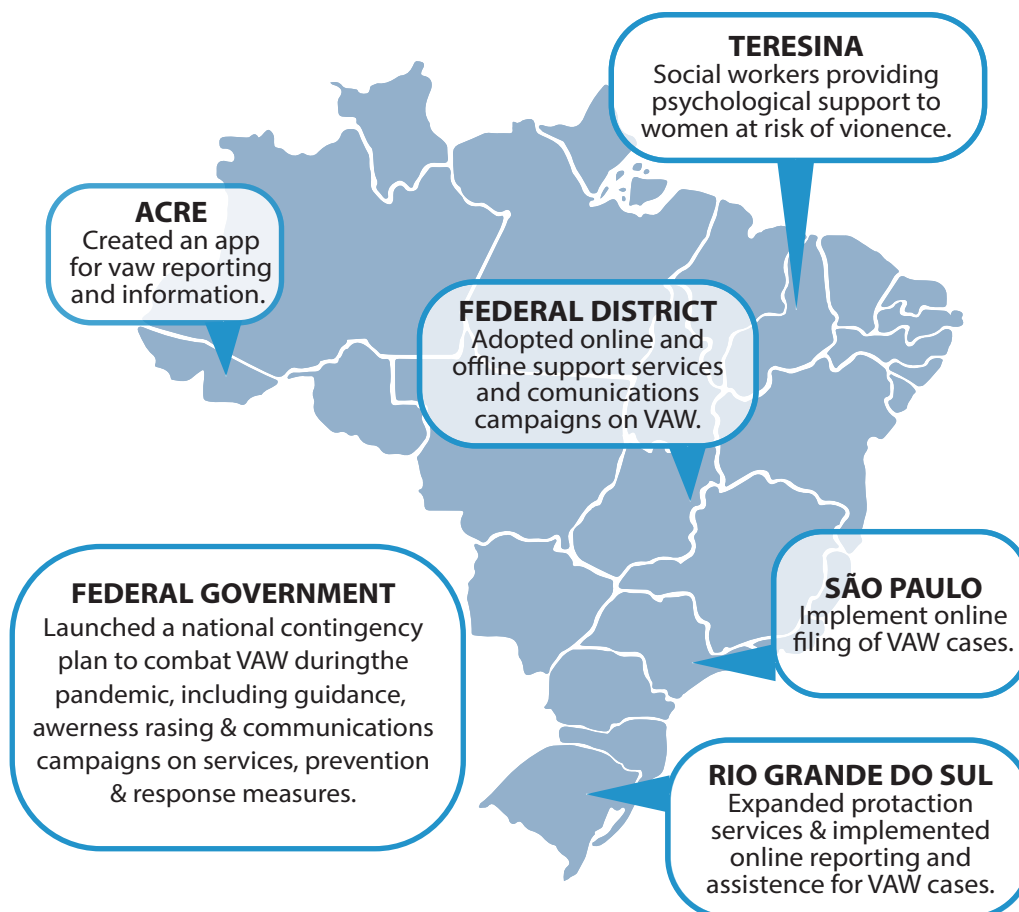 TERESINA
Social workers providing
psychological support to
women at risk of vionence.
ACRE
Created an app
for vaw reporting
and information.
FEDERAL DISTRICT
Adopted online and
offline support services
and comunications
campaigns on VAW.
FEDERAL GOVERNMENT
Launched a national contingency
plan to combat VAW duringthe
pandemic, including guidance,
awerness rasing & communications
campaigns on services, prevention
& response measures.
SÃO PAULO
Implement online
filing of VAW cases.
RIO GRANDE DO SUL
Expanded protaction
services & implemented
online reporting and
assistence for VAW cases.